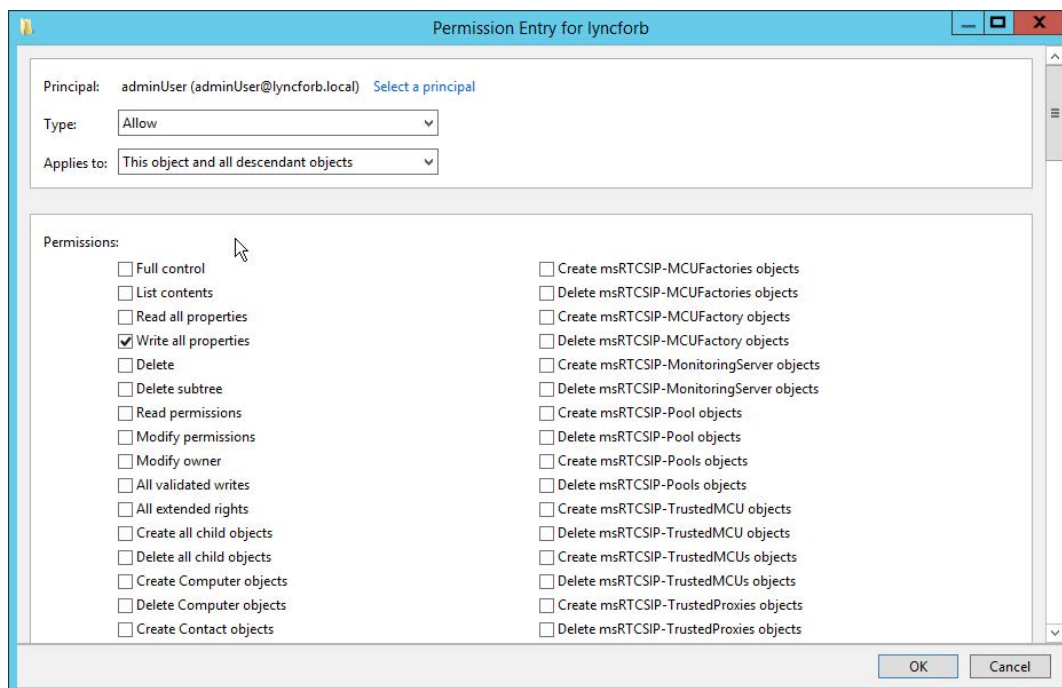 Permission Entry for lyncforb
Principal: adminUser (adminUser@lyncforb.local) Select a principal
Type: Allow
Applies to: This object and all descendant objects
Permissions:
Full control
List contents
Read all properties
Write all properties
Delete
Delete subtree
Read permissions
Modify permissions
Modify owner
All validated writes
All extended rights
Create all child objects
Delete all child objects
Create Computer objects
Delete Computer objects
Create Contact objects
Create msRTCSIP-MCUFactories objects
Delete msRTCSIP-MCUFactories objects
Create msRTCSIP-MCUFactory objects
Delete msRTCSIP-MCUFactory objects
Create msRTCSIP-MonitoringServer objects
Delete msRTCSIP-MonitoringServer objects
Create msRTCSIP-Pool objects
Delete msRTCSIP-Pool objects
Create msRTCSIP-Pools objects
Delete msRTCSIP-Pools objects
Create msRTCSIP-TrustedMCU objects
Delete msRTCSIP-TrustedMCU objects
Create msRTCSIP-TrustedMCUs objects
Delete msRTCSIP-TrustedMCUs objects
Create msRTCSIP-TrustedProxies objects
Delete msRTCSIP-TrustedProxies objects
OK
Cancel